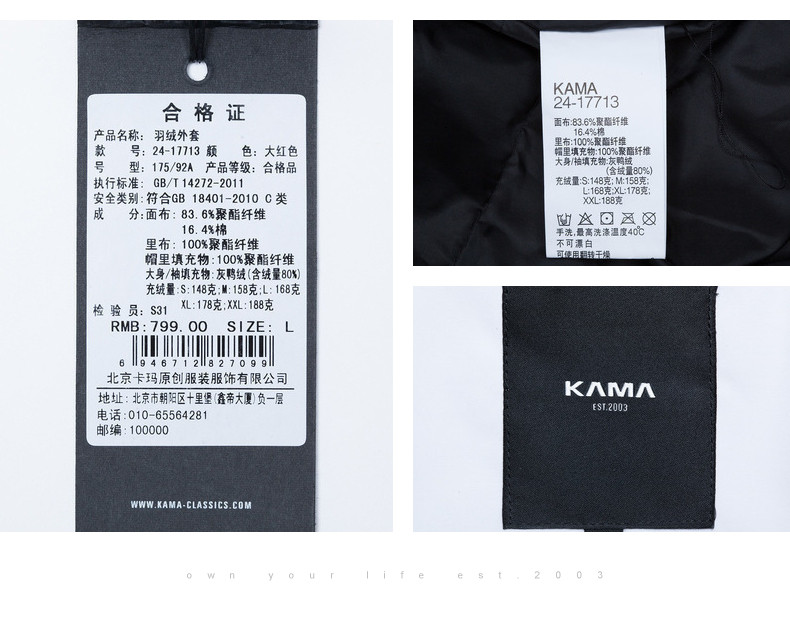 合格证
产品名称: 羽绒外套
款 号: 24-17713 颜 色: 大红色
号 型: 175/92A 产品等级: 合格品
执行标准: GB/T 14272-2011
安全类别: 符合GB 18401-2010 C类
成 分: 面布: 83.6%聚酯纤维
16.4%棉
里布: 100%聚酯纤维
帽里填充物: 100%聚酯纤维
大身/袖填充物: 灰鸭绒(含绒量80%)
充绒量: S:148克; M:158克; L:168克
XL:178克; XXL:188克
检 验 员: S31
RMB:799.00 SIZE: L
6 946712 827099
北京卡玛原创服装服饰有限公司
地址: 北京市朝阳区十里堡(鑫帝大厦)负一层
电话: 010-65564281
邮编: 100000
WWW.KAMA-CLASSICS.COM
KAMA
24-17713
面布:83.6%聚酯纤维
16.4%棉
里布:100%聚酯纤维
帽里填充物:100%聚酯纤维
大身/袖填充物:灰鸭绒
(含绒量80%)
充绒量:S:148克; M:158克;
L:168克;XL:178克;
XXL:188克
手洗,最高洗涤温度40℃
不可漂白
可使用翻转干燥
KAMA
EST.2003
own your life est.2003